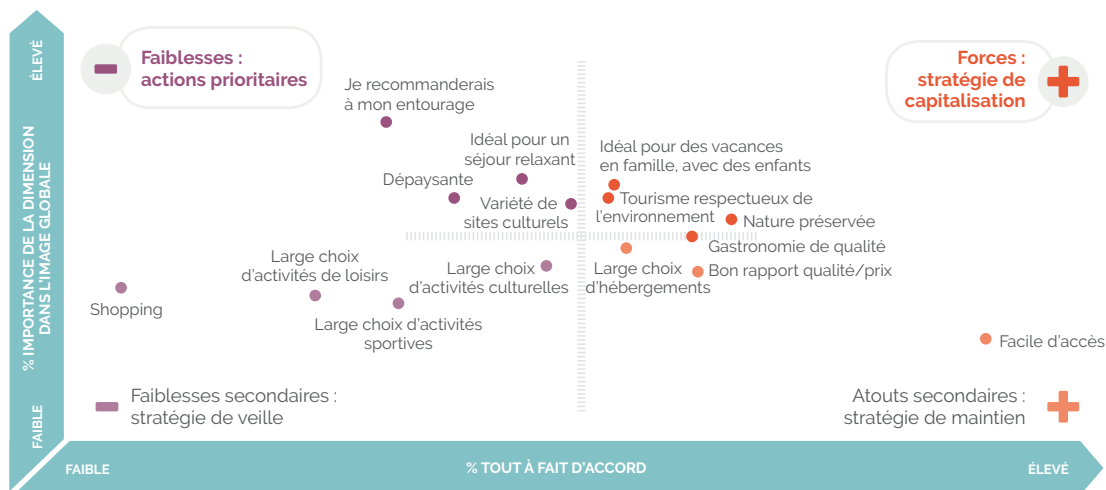 ÉLEVÉ
% IMPORTANCE DE LA DIMENSION
DANS L'IMAGE GLOBALE
FAIBLE
Faiblesses :
actions prioritaires
Forces :
stratégie de
capitalisation
Je recommanderais
à mon entourage
Idéal pour un
séjour relaxant
Idéal pour des vacances
en famille, avec des enfants
Dépaysante
Variété de
sites culturels
Tourisme respectueux de
l'environnement
Nature préservée
Gastronomie de qualité
Large choix
d'activités de loisirs
Large choix
d'activités culturelles
Large choix
d'hébergements
Bon rapport qualité/prix
Shopping
Large choix d'activités
sportives
Facile d'accès
Faiblesses secondaires :
stratégie de veille
Atouts secondaires :
stratégie de maintien
FAIBLE
% TOUT À FAIT D'ACCORD
ÉLEVÉ